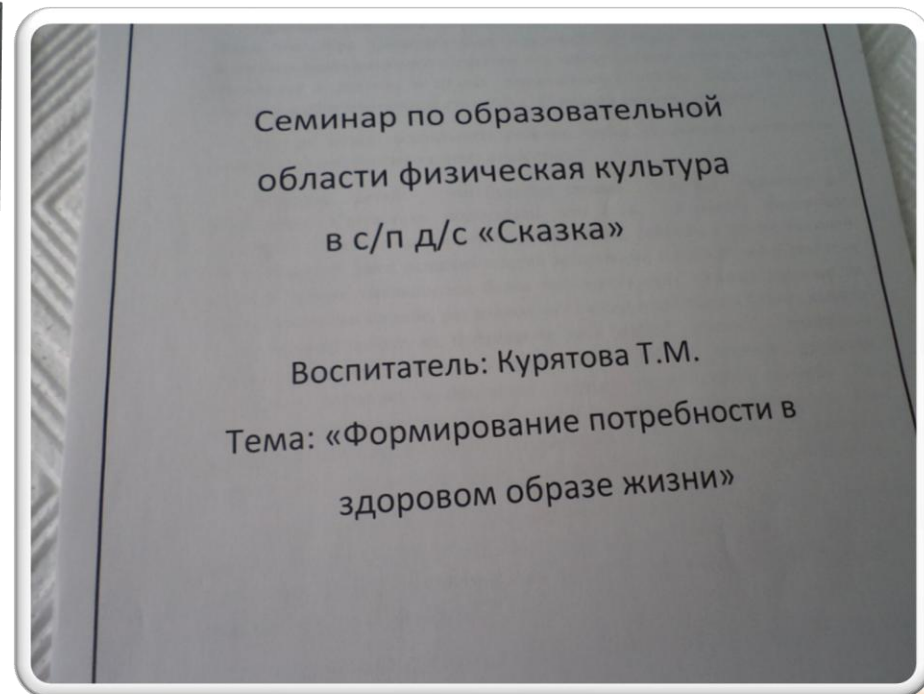 Семинар по образовательной
области физическая культура
в с/п д/с «Сказка»
Воспитатель: Курятова Т.М.
Тема: «Формирование потребности в
здоровом образе жизни»